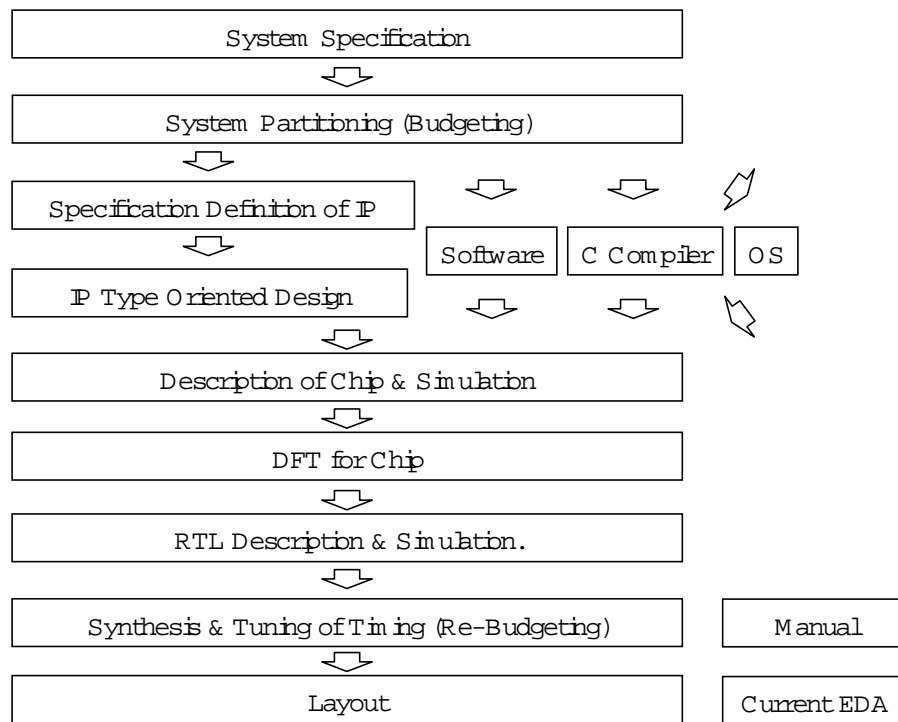 System Specification
System Partitioning (Budgeting)
Specification Definition of IP
Software
C Compiler
OS
IP Type Oriented Design
Description of Chip & Simulation
DFT for Chip
RTL Description & Simulation.
Synthesis & Tuning of Timing (Re-Budgeting)
Manual
Layout
Current EDA